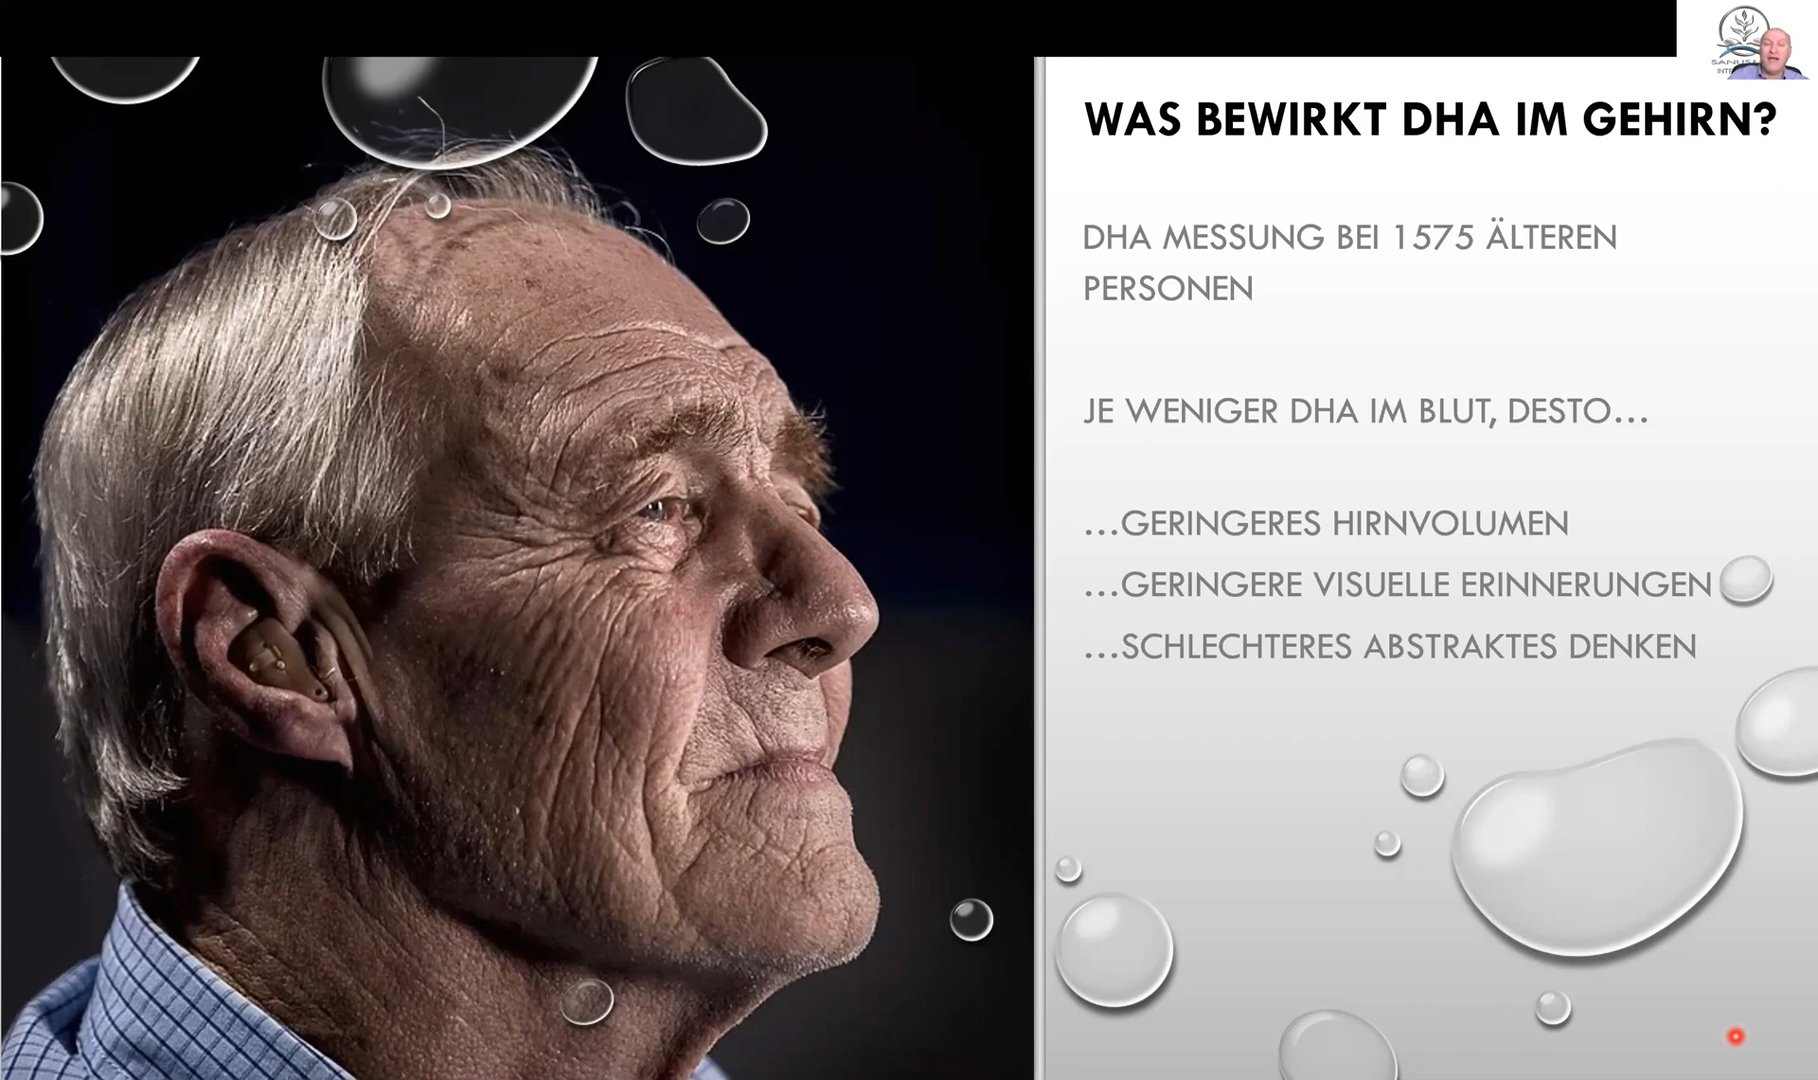 WAS BEWIRKT DHA IM GEHIRN?
DHA MESSUNG BEI 1575 ÄLTEREN
PERSONEN
JE WENIGER DHA IM BLUT, DESTO...
...GERINGERES HIRNVOLUMEN
...GERINGERE VISUELLE ERINNERUNGEN
...SCHLECHTERES ABSTRAKTES DENKEN